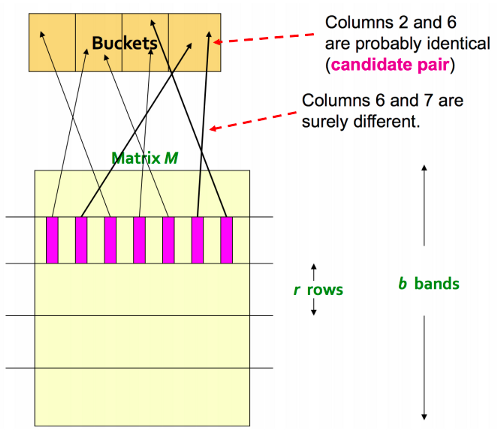 Columns 2 and 6
are probably identical
(candidate pair)
Buckets
Columns 6 and 7 are
surely different.
Matrix M
r rows
b bands